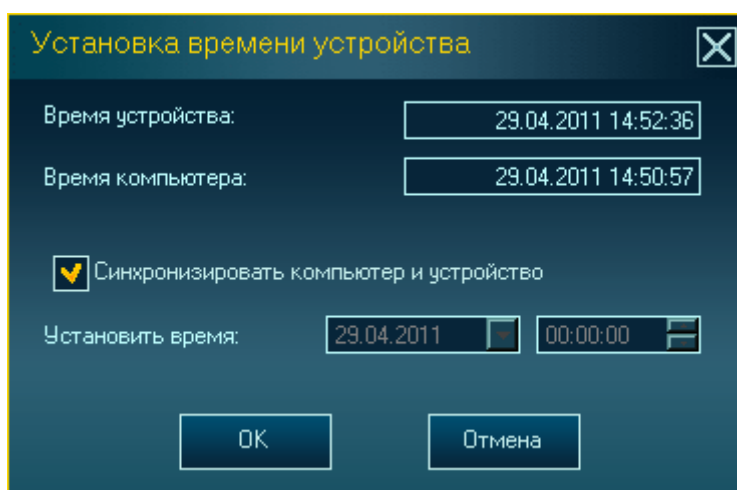 Установка времени устройства
Время устройства: 29.04.2011 14:52:36
Время компьютера: 29.04.2011 14:50:57
Синхронизировать компьютер и устройство
Установить время: 29.04.2011 00:00:00
OK Отмена